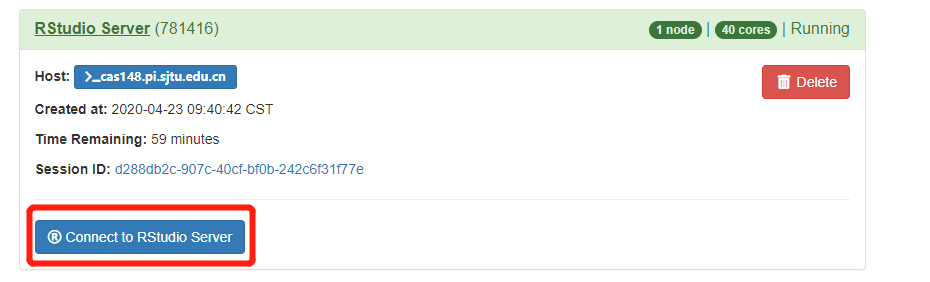 RStudio Server (781416) 1 node | 40 cores | Running
Host: >_cas148.pi.sjtu.edu.cn
Delete
Created at: 2020-04-23 09:40:42 CST
Time Remaining: 59 minutes
Session ID: d288db2c-907c-40cf-bf0b-242c6f31f77e
® Connect to RStudio Server